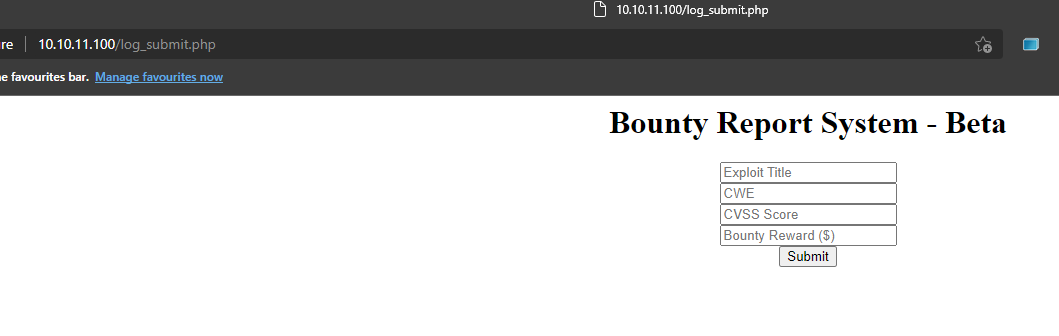 10.10.11.100/log_submit.php
re 10.10.11.100/log_submit.php
e favourites bar. Manage favourites now
Bounty Report System - Beta
Exploit Title
CWE
CVSS Score
Bounty Reward ($)
Submit